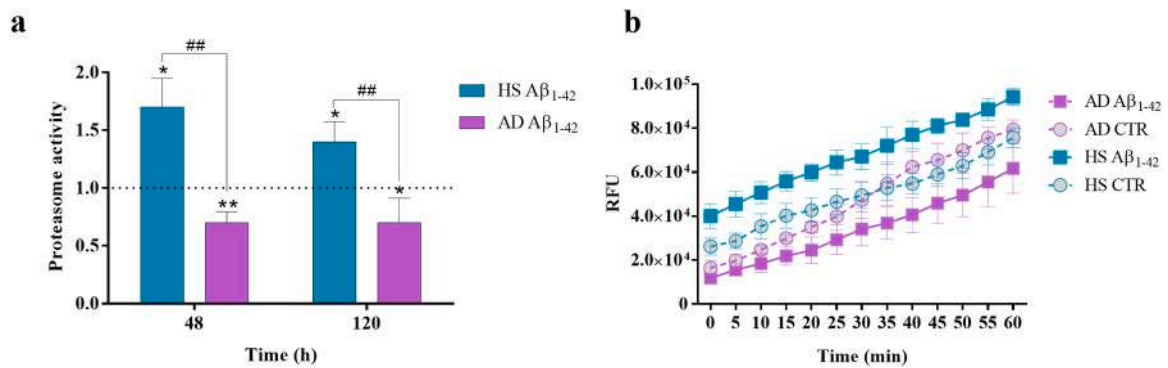 a
Proteasome activity
2.0
1.5
1.0
0.5
0.0
##
*
**
##
*
*
48
120
Time (h)
HS Aβ1-42
AD Aβ1-42
b
RFU
1.0×10⁵
8.0×10⁴
6.0×10⁴
4.0×10⁴
2.0×10⁴
0
0 5 10 15 20 25 30 35 40 45 50 55 60
Time (min)
AD Aβ1-42
AD CTR
HS Aβ1-42
HS CTR